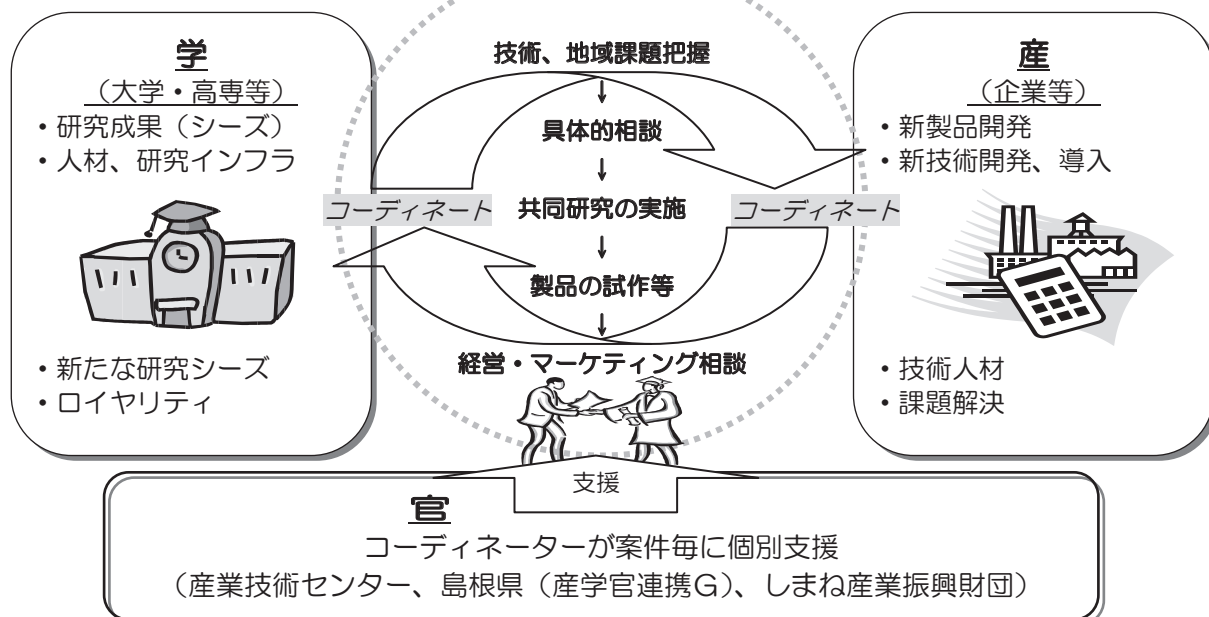 学
(大学・高専等)
・研究成果(シーズ)
・人材、研究インフラ
・新たな研究シーズ
・ロイヤリティ
技術、地域課題把握
↓
具体的相談
↓
コーディネート
共同研究の実施
コーディネート
↓
製品の試作等
↓
経営・マーケティング相談
産
(企業等)
・新製品開発
・新技術開発、導入
・技術人材
・課題解決
支援
官
コーディネーターが案件毎に個別支援
(産業技術センター、島根県(産学官連携G)、しまね産業振興財団)